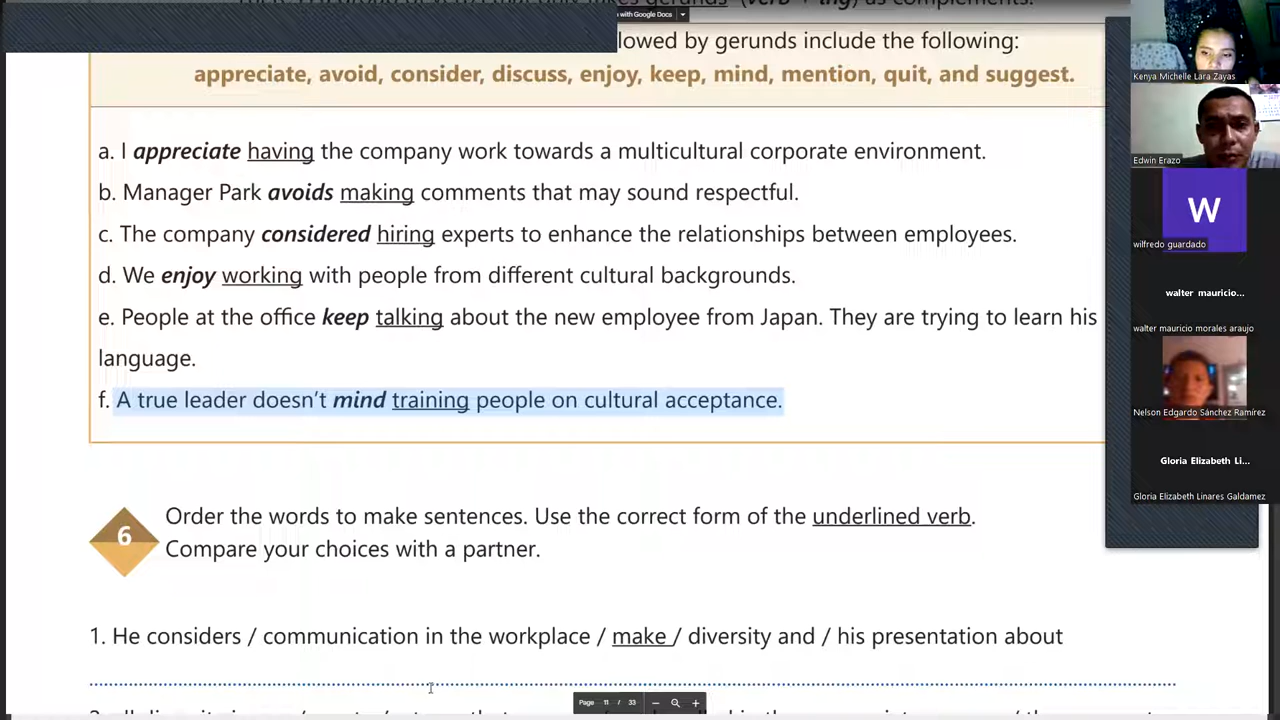 with Google Docs
lowed by gerunds include the following:
appreciate, avoid, consider, discuss, enjoy, keep, mind, mention, quit, and suggest.
a. I appreciate having the company work towards a multicultural corporate environment.
b. Manager Park avoids making comments that may sound respectful.
c. The company considered hiring experts to enhance the relationships between employees.
d. We enjoy working with people from different cultural backgrounds.
e. People at the office keep talking about the new employee from Japan. They are trying to learn his
language.
f. A true leader doesn't mind training people on cultural acceptance.
6
Order the words to make sentences. Use the correct form of the underlined verb.
Compare your choices with a partner.
1. He considers / communication in the workplace / make / diversity and / his presentation about
Page 11 / 33
Kenya Michelle Lara Zayas
Edwin Erazo
W
wilfredo guardado
walter mauricio...
walter mauricio morales araujo
Nelson Edgardo Sánchez Ramírez
Gloria Elizabeth Li...
Gloria Elizabeth Linares Galdamez